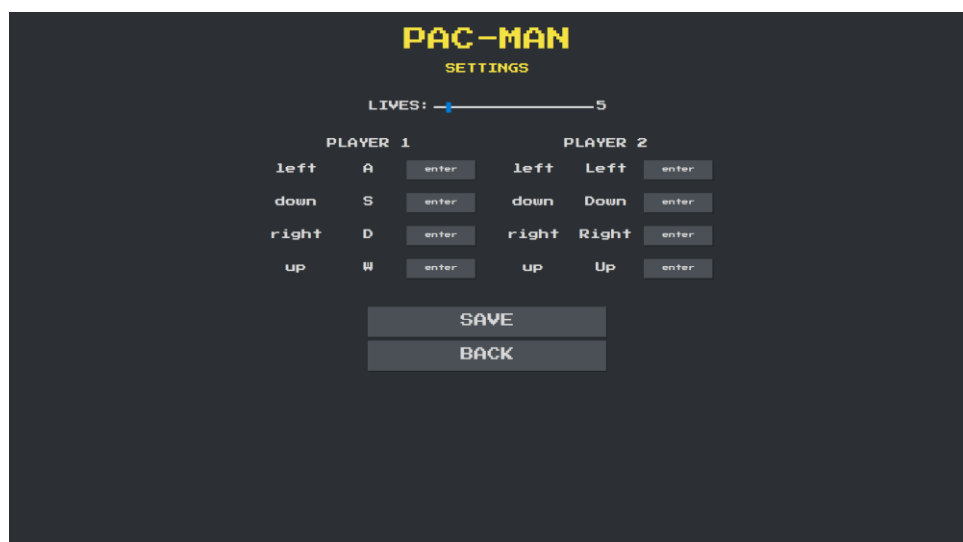 PAC-MAN
SETTINGS
LIVES: 5
PLAYER 1 PLAYER 2
left A enter left Left enter
down S enter down Down enter
right D enter right Right enter
up W enter up Up enter
SAVE
BACK